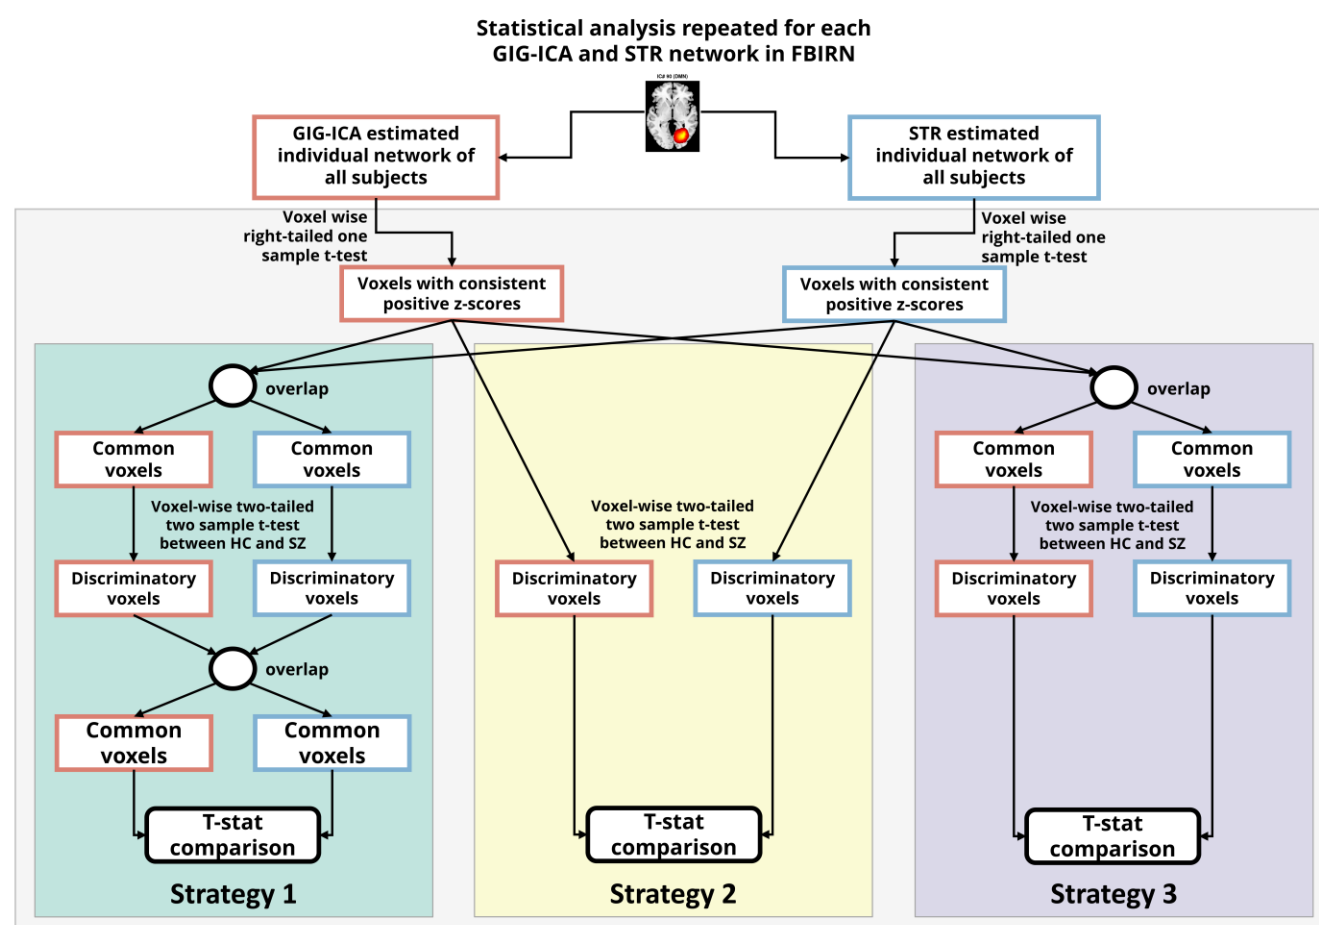 Statistical analysis repeated for each
GIG-ICA and STR network in FBIRN
GIG-ICA estimated
individual network of
all subjects
STR estimated
individual network of
all subjects
Voxel wise
right-tailed one
sample t-test
Voxel wise
right-tailed one
sample t-test
Voxels with consistent
positive z-scores
Voxels with consistent
positive z-scores
overlap
Common
voxels
Common
voxels
Voxel-wise two-tailed
two sample t-test
between HC and SZ
Discriminatory
voxels
Discriminatory
voxels
overlap
Common
voxels
Common
voxels
T-stat
comparison
Strategy 1
Voxel-wise two-tailed
two sample t-test
between HC and SZ
Discriminatory
voxels
Discriminatory
voxels
T-stat
comparison
Strategy 2
overlap
Common
voxels
Common
voxels
Voxel-wise two-tailed
two sample t-test
between HC and SZ
Discriminatory
voxels
Discriminatory
voxels
T-stat
comparison
Strategy 3